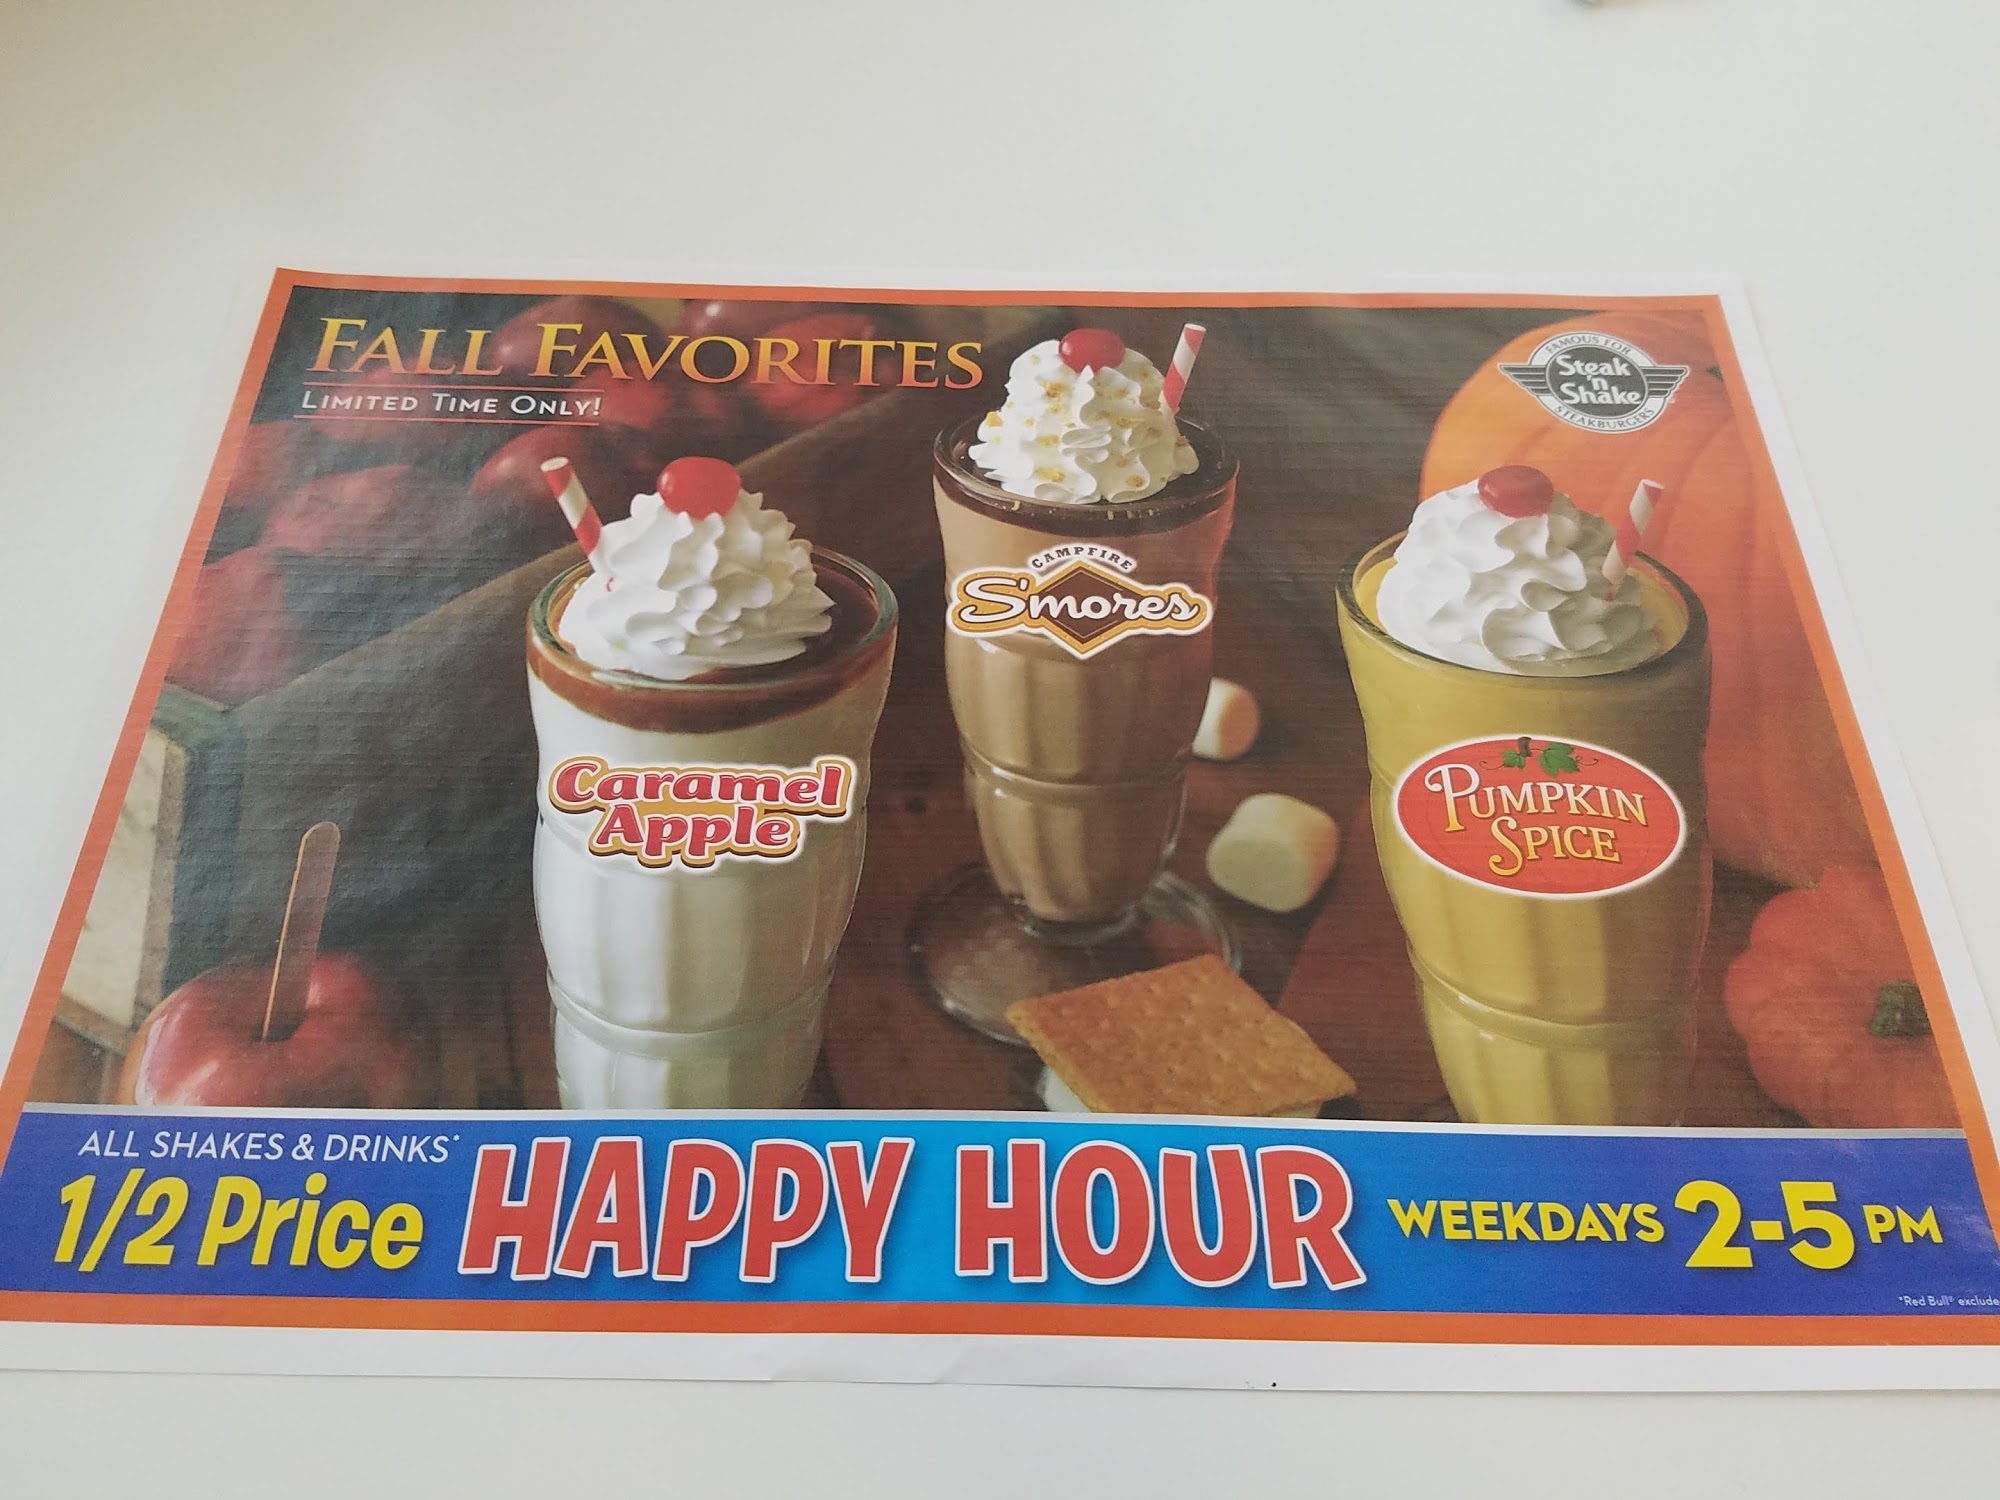 FALL FAVORITES
LIMITED TIME ONLY!
FAMOUS FOR
Steak
'n
Shake
STEAKBURGERS
CAMPFIRE
S'mores
Caramel
Apple
PUMPKIN
SPICE
ALL SHAKES & DRINKS*
1/2 Price
HAPPY HOUR
WEEKDAYS 2-5 PM
*Red Bull® exclude